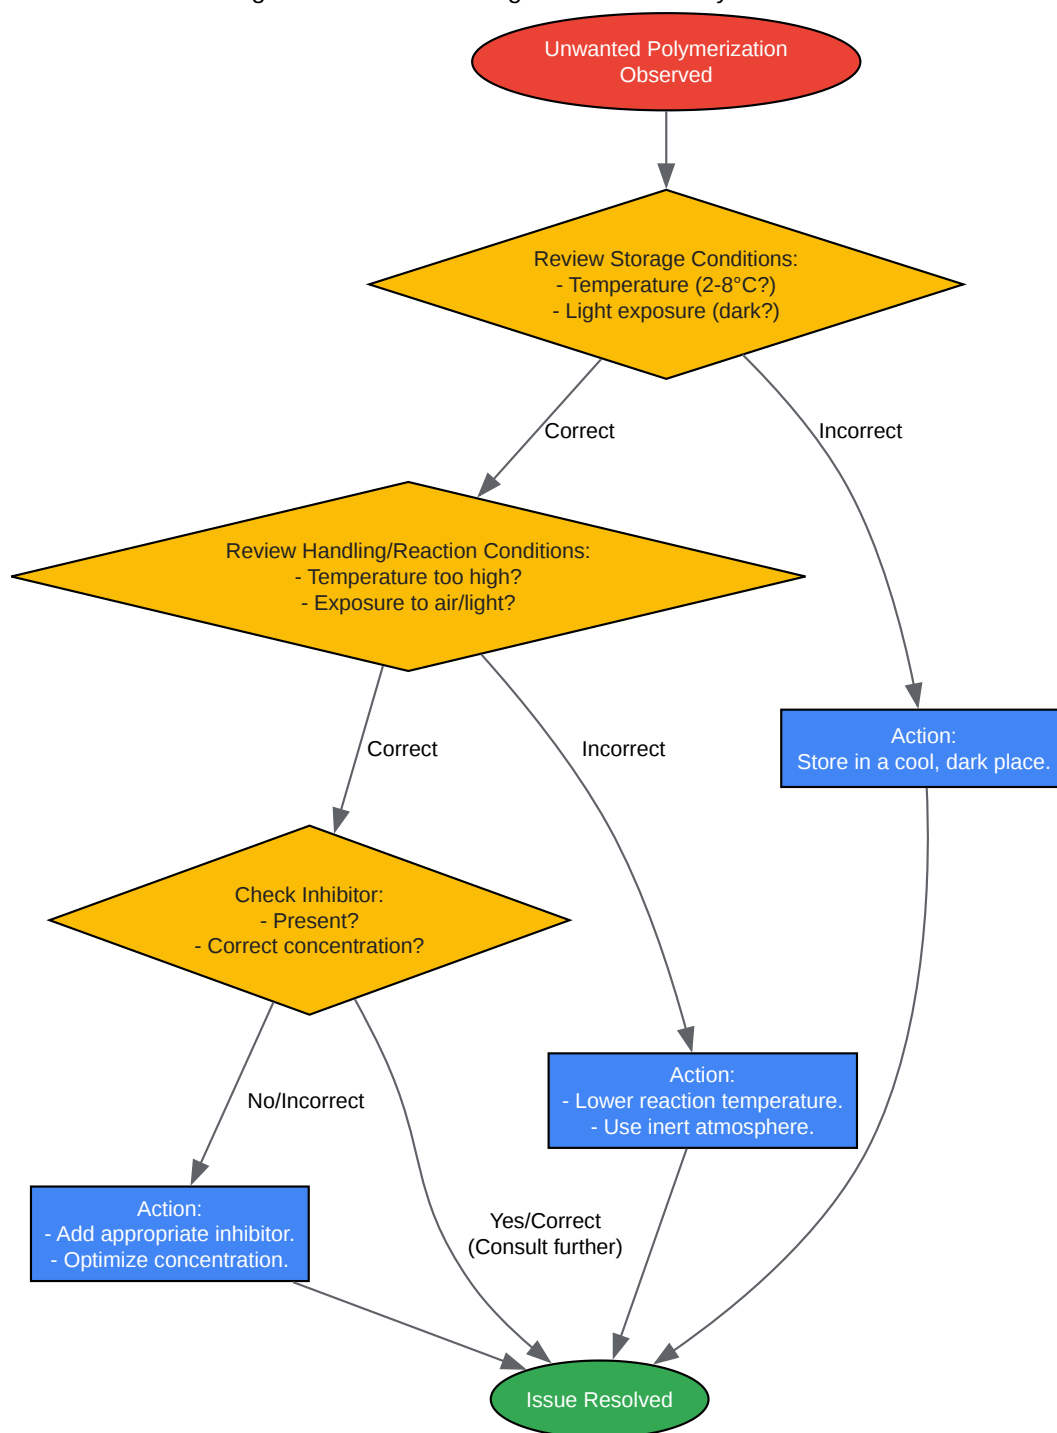 Unwanted Polymerization
Observed
Review Storage Conditions:
- Temperature (2-8°C?)
- Light exposure (dark?)
Correct
Incorrect
Review Handling/Reaction Conditions:
- Temperature too high?
- Exposure to air/light?
Correct
Incorrect
Action:
Store in a cool, dark place.
Check Inhibitor:
- Present?
- Correct concentration?
No/Incorrect
Action:
- Lower reaction temperature.
- Use inert atmosphere.
Action:
- Add appropriate inhibitor.
- Optimize concentration.
Yes/Correct
(Consult further)
Issue Resolved